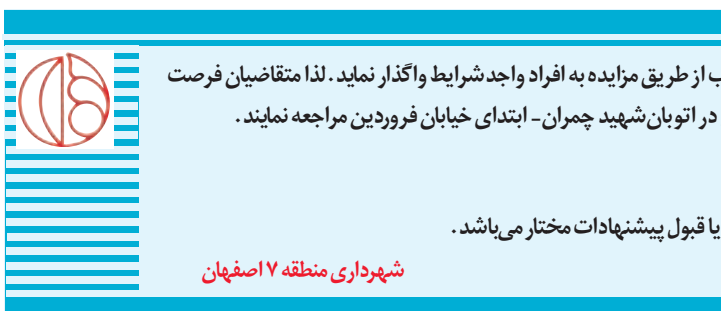 ب از طریق مزایده به افراد واجد شرایط واگذار نماید . لذا متقاضیان فرصت
در اتوبان شهید چمران - ابتدای خیابان فروردین مراجعه نمایند .
یا قبول پیشنهادات مختار می‌باشد .
شهرداری منطقه ۷ اصفهان